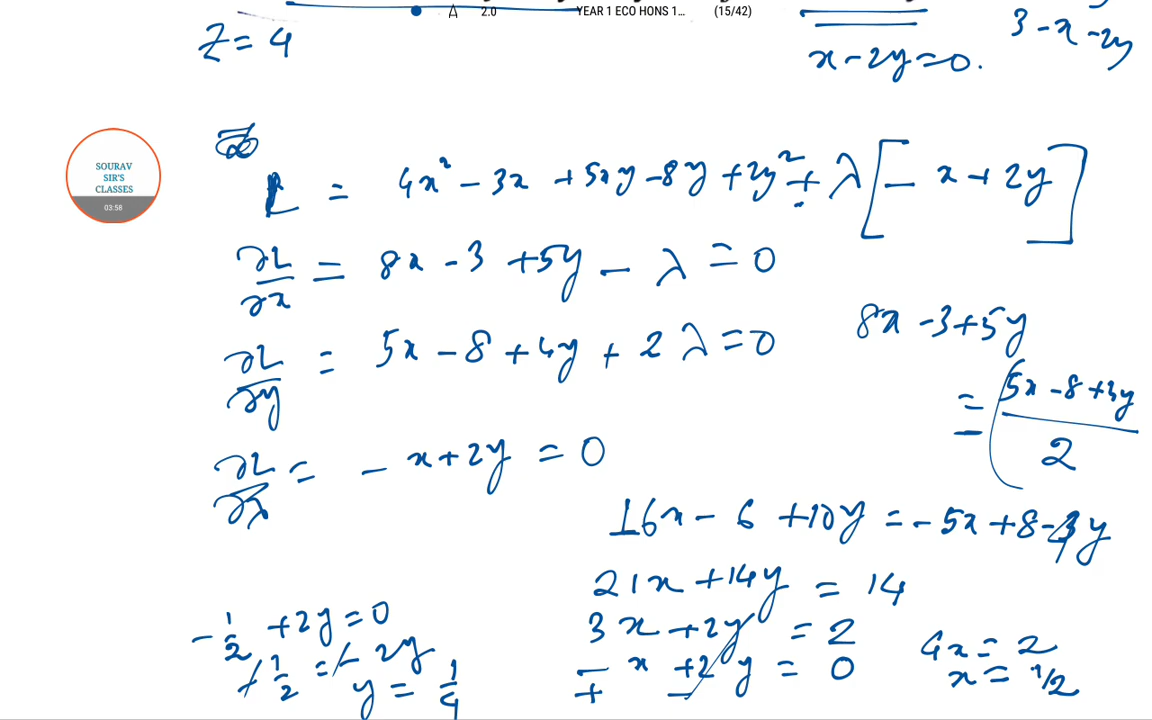 A 2.0 YEAR 1 ECO HONS 1... (15/42)
Z = 4
3 - x - 2y
x - 2y = 0.
SOURAV
SIR'S
CLASSES
03:58
L = 4x² - 3x + 5xy - 8y + 2y² + λ[- x + 2y]
∂L/∂x = 8x - 3 + 5y - λ = 0
∂L/∂y = 5x - 8 + 4y + 2λ = 0
8x - 3 + 5y
= (5x - 8 + 4y / 2
∂L/∂λ = - x + 2y = 0
16x - 6 + 10y = - 5x + 8 - 4y
21x + 14y = 14
3x + 2y = 2
- x + 2y = 0
+ -
4x = 2
x = 1/2
- 1/2 + 2y = 0
+ 1/2 = + 2y
y = 1/4